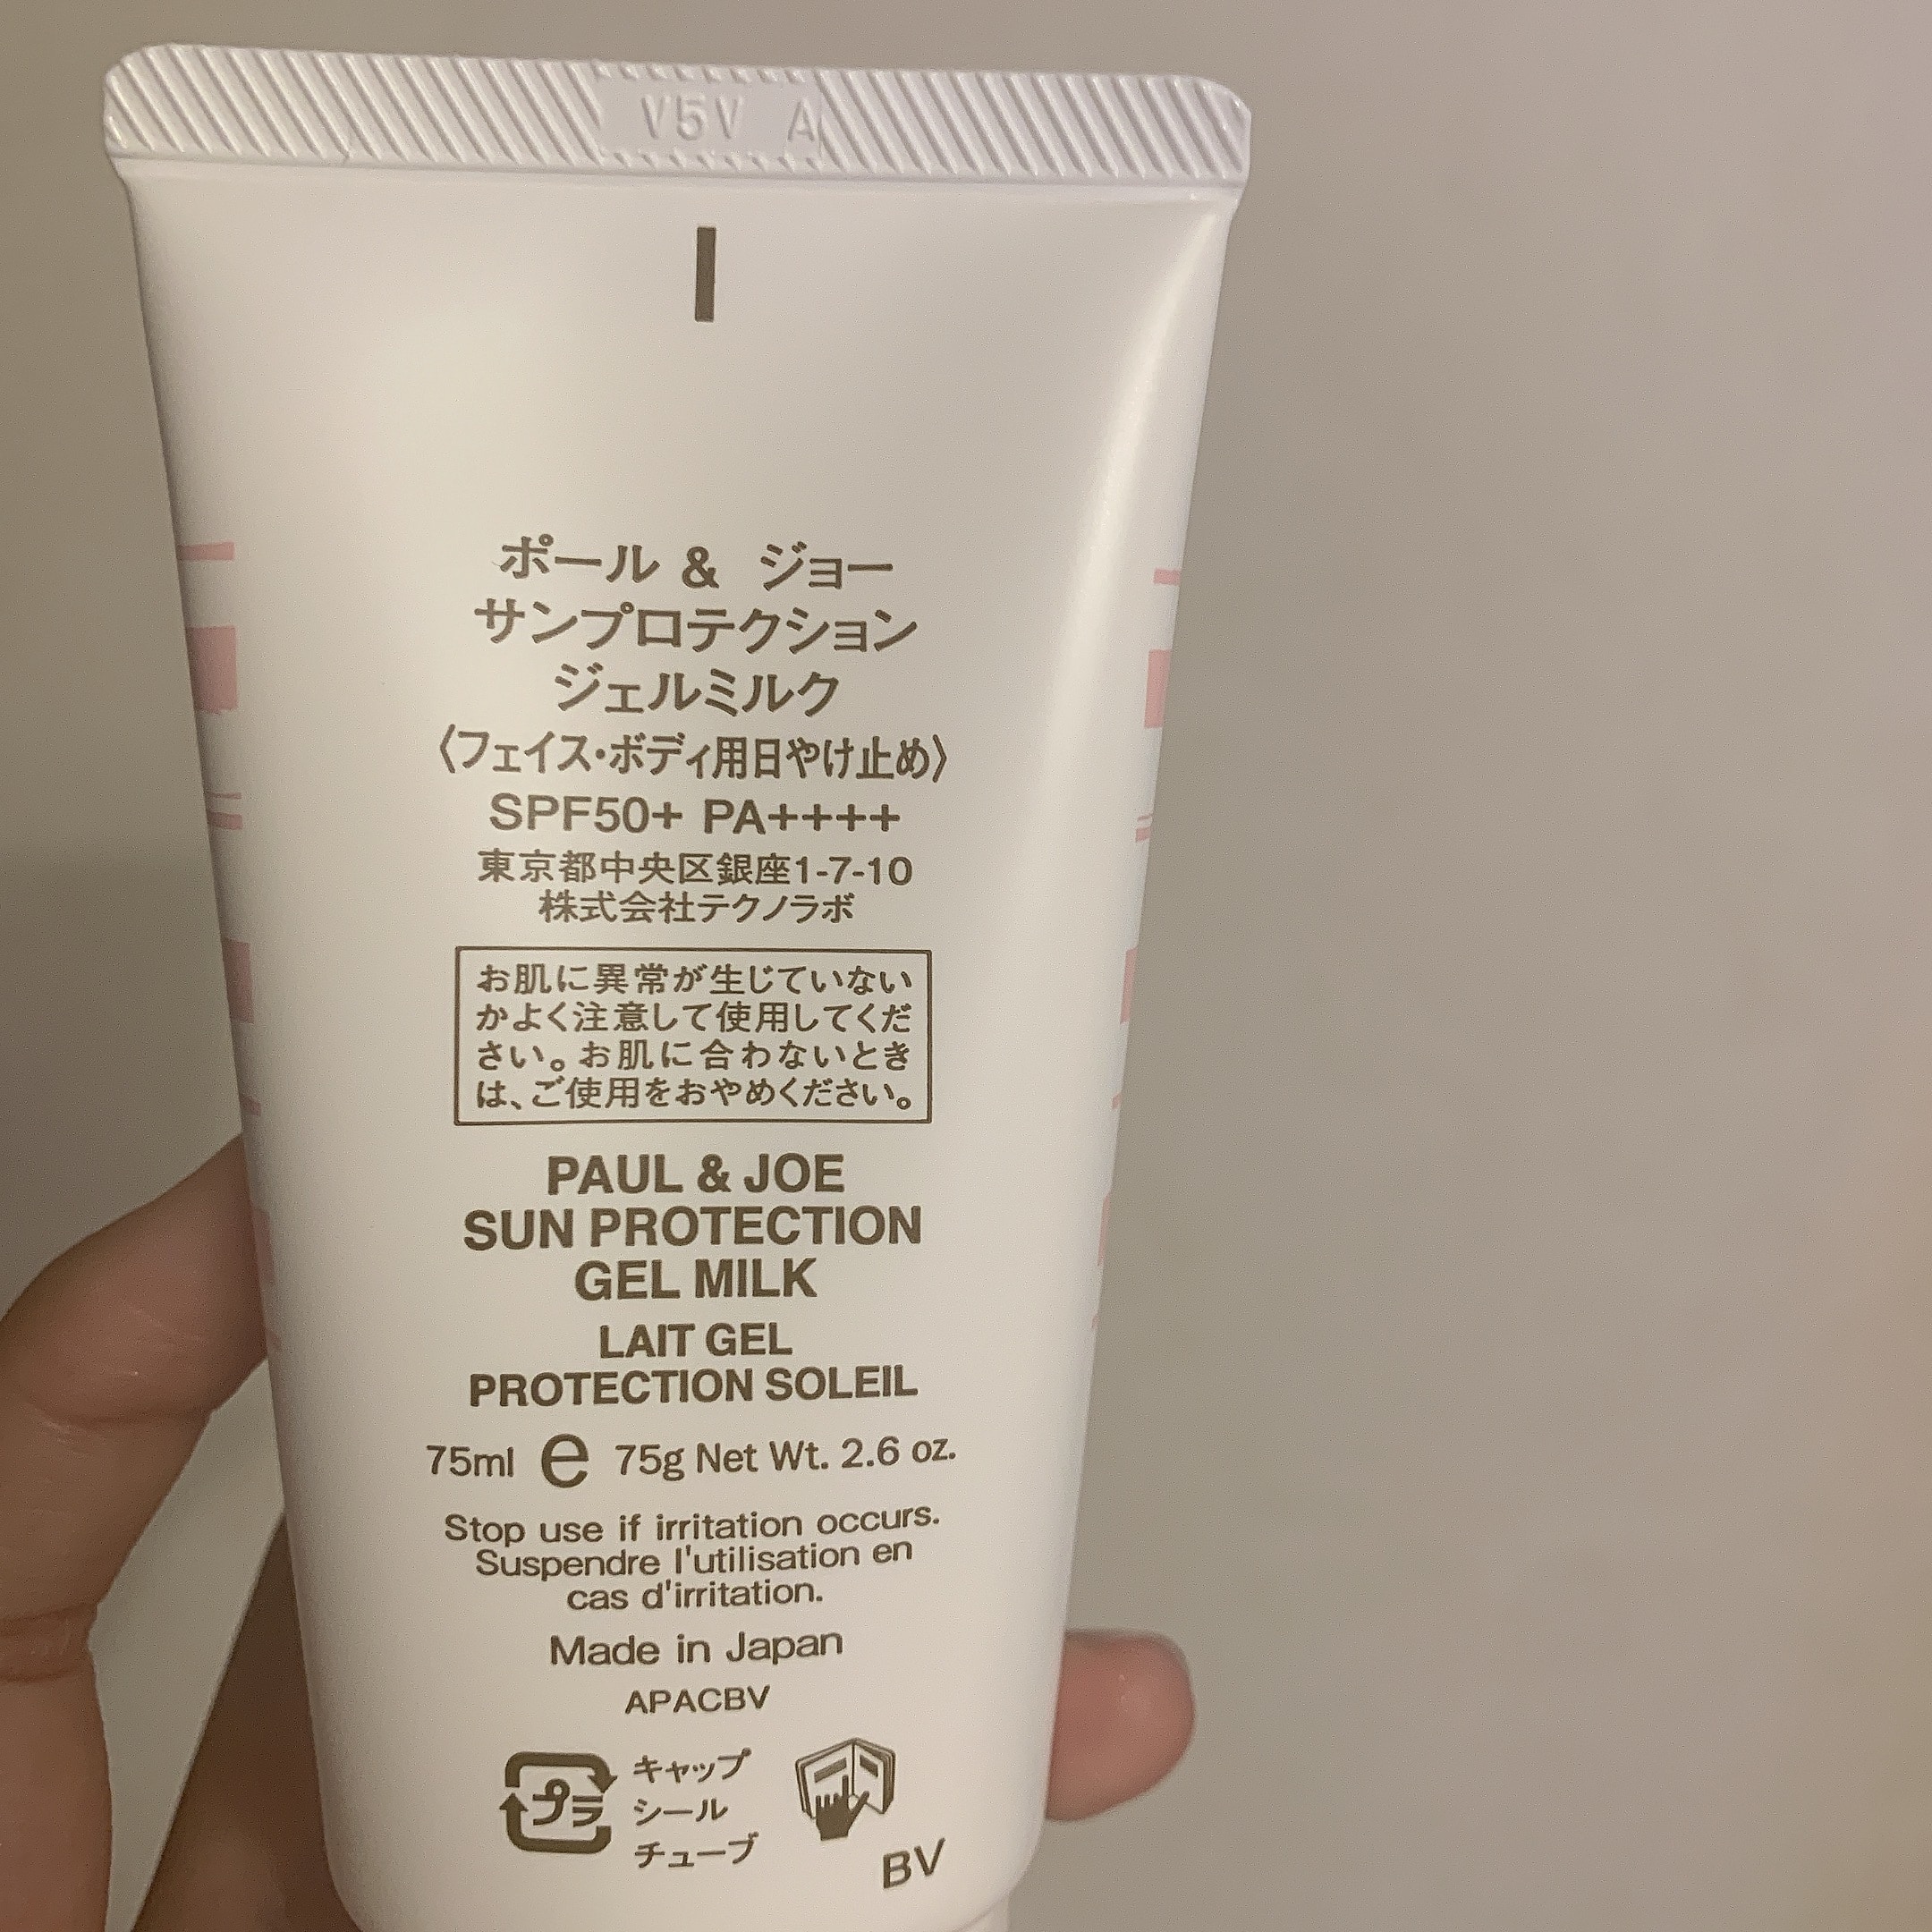 V5V A
ポール & ジョー
サンプロテクション
ジェルミルク
〈フェイス・ボディ用日やけ止め〉
SPF50+ PA++++
東京都中央区銀座1-7-10
株式会社テクノラボ
お肌に異常が生じていない
かよく注意して使用してくだ
さい。お肌に合わないとき
は、ご使用をおやめください。
PAUL & JOE
SUN PROTECTION
GEL MILK
LAIT GEL
PROTECTION SOLEIL
75ml e 75g Net Wt. 2.6 oz.
Stop use if irritation occurs.
Suspendre l'utilisation en
cas d'irritation.
Made in Japan
APACBV
プラ
キャップ
シール
チューブ
BV